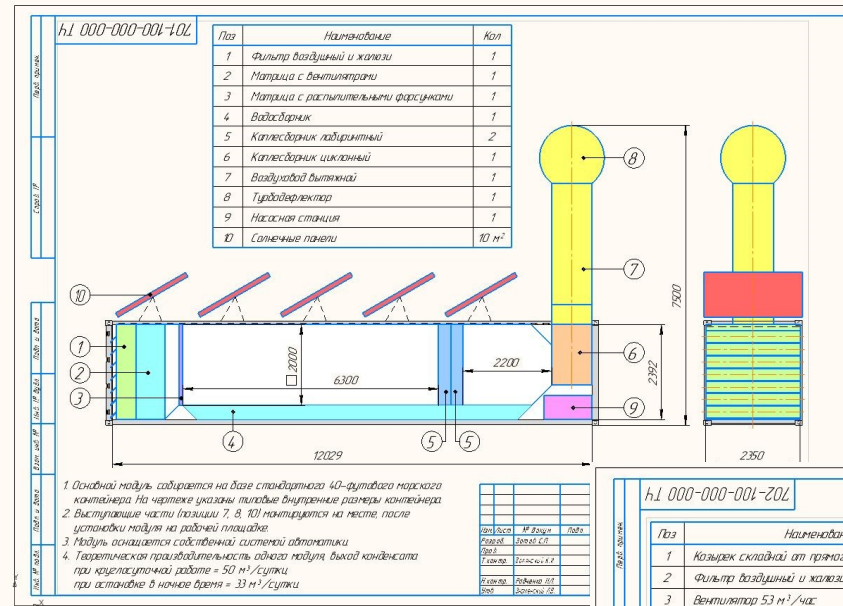 701-100-000-000 ТЧ
Поз Наименование Кол
1 Фильтр воздушный и жалюзи 1
2 Матрица с вентилятрами 1
3 Матрица с распылительными форсунками 1
4 Водосборник 1
5 Каплесборник лабиринтный 2
6 Каплесборник циклонный 1
7 Воздуховод вытяжной 1
8 Турбодефлектор 1
9 Насосная станция 1
10 Солнечные панели 10 м²
8
7
10
1
2
3
4
5 5
6
9
2000
6300
2200
2392
7500
12029
2350
1. Основной модуль собирается на базе стандартного 40-футового морского
контейнера. На чертеже указаны типовые внутренние размеры контейнера.
2. Выступающие части (позиции 7, 8, 10) монтируются на месте, после
установки модуля на рабочей площадке.
3. Модуль оснащается собственной системой автоматики.
4. Теоретическая производительность одного модуля, выход конденсата
при круглосуточной работе = 50 м³/сутки,
при остановке в ночное время = 33 м³/сутки.
Перв. примен.
Справ. №
Подп. и дата
Инв. № дубл.
Взам. инв. №
Подп. и дата
Инв. № подл.
Изм. Лист № докум. Подп.
Разраб.
Пров.
Т.контр.
Н.контр.
Утв.
702-100-000-000 ТЧ
Перв. примен.
Поз Наименован
1 Козырек складной от прямог
2 Фильтр воздушный и жалюзи
3 Вентилятор 53 м³/час